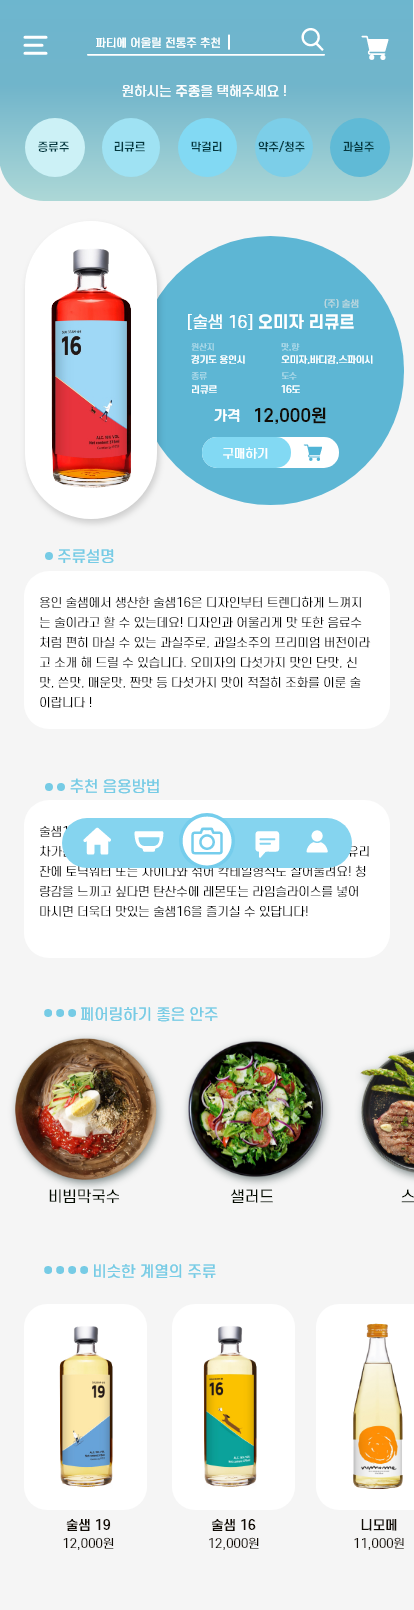 파티에 어울릴 전통주 추천
원하시는 주종을 택해주세요 !
증류주
리큐르
막걸리
약주/청주
과실주
16
(주) 술샘
[술샘 16] 오미자 리큐르
원산지
맛,향
경기도 용인시
오미자,바디감,스파이시
종류
도수
리큐르
16도
가격 12,000원
구매하기
주류설명
용인 술샘에서 생산한 술샘16은 디자인부터 트렌디하게 느껴지
는 술이라고 할 수 있는데요! 디자인과 어울리게 맛 또한 음료수
처럼 편히 마실 수 있는 과실주로, 과일소주의 프리미엄 버전이라
고 소개 해 드릴 수 있습니다. 오미자의 다섯가지 맛인 단맛, 신
맛, 쓴맛, 매운맛, 짠맛 등 다섯가지 맛이 적절히 조화를 이룬 술
이랍니다 !
추천 음용방법
술샘1
유리
잔에 토닉워터 또는 사이다와 섞어 칵테일형식도 잘어울려요! 청
량감을 느끼고 싶다면 탄산수에 레몬또는 라임슬라이스를 넣어
마시면 더욱더 맛있는 술샘16을 즐기실 수 있답니다!
페어링하기 좋은 안주
비빔막국수
샐러드
스
비슷한 계열의 주류
19
16
술샘 19
술샘 16
니모메
12,000원
12,000원
11,000원